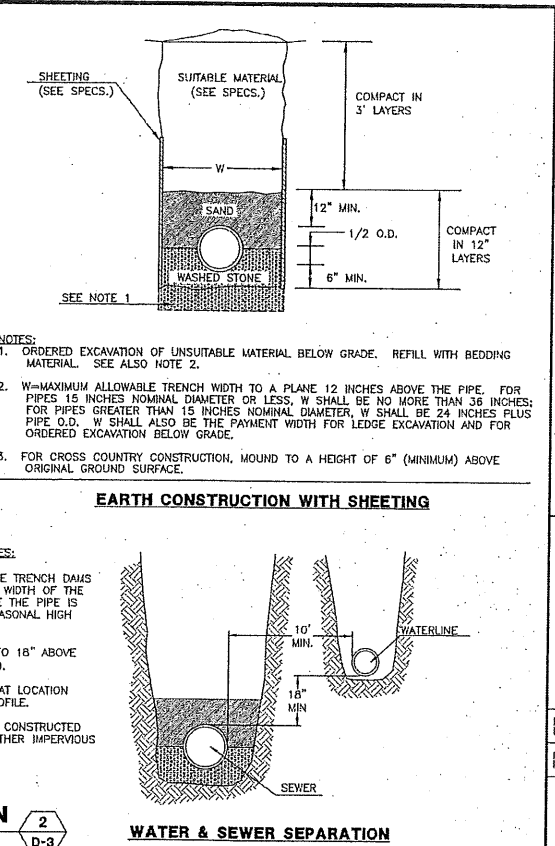 SHEETING
(SEE SPECS.)
SUITABLE MATERIAL
(SEE SPECS.)
COMPACT IN
3' LAYERS
W
SAND
12" MIN.
1/2 O.D.
COMPACT
IN 12"
LAYERS
WASHED STONE
6" MIN.
SEE NOTE 1
NOTES:
1. ORDERED EXCAVATION OF UNSUITABLE MATERIAL BELOW GRADE. REFILL WITH BEDDING
MATERIAL. SEE ALSO NOTE 2.
2. W=MAXIMUM ALLOWABLE TRENCH WIDTH TO A PLANE 12 INCHES ABOVE THE PIPE. FOR
PIPES 15 INCHES NOMINAL DIAMETER OR LESS, W SHALL BE NO MORE THAN 36 INCHES;
FOR PIPES GREATER THAN 15 INCHES NOMINAL DIAMETER, W SHALL BE 24 INCHES PLUS
PIPE O.D. W SHALL ALSO BE THE PAYMENT WIDTH FOR LEDGE EXCAVATION AND FOR
ORDERED EXCAVATION BELOW GRADE.
3. FOR CROSS COUNTRY CONSTRUCTION, MOUND TO A HEIGHT OF 6" (MINIMUM) ABOVE
ORIGINAL GROUND SURFACE.
EARTH CONSTRUCTION WITH SHEETING
ES:
E TRENCH DAMS
WIDTH OF THE
E THE PIPE IS
ASONAL HIGH
TO 18" ABOVE
).
AT LOCATION
OFILE.
CONSTRUCTED
THER IMPERVIOUS
10'
MIN.
WATERLINE
18"
MIN
SEWER
N
2
D-3
WATER & SEWER SEPARATION